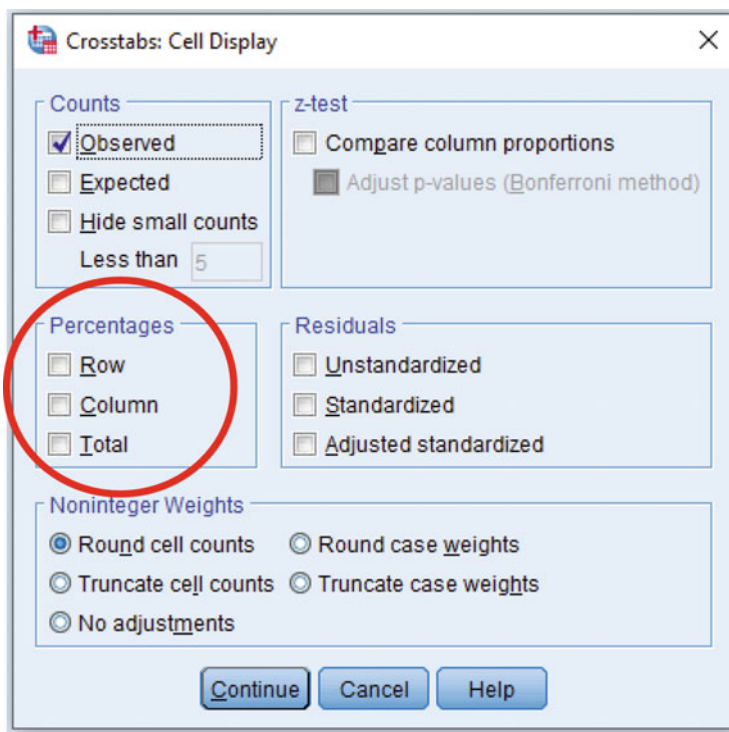 Crosstabs: Cell Display
Counts
Observed
Expected
Hide small counts
Less than 5
z-test
Compare column proportions
Adjust p-values (Bonferroni method)
Percentages
Row
Column
Total
Residuals
Unstandardized
Standardized
Adjusted standardized
Noninteger Weights
Round cell counts
Round case weights
Truncate cell counts
Truncate case weights
No adjustments
Continue
Cancel
Help